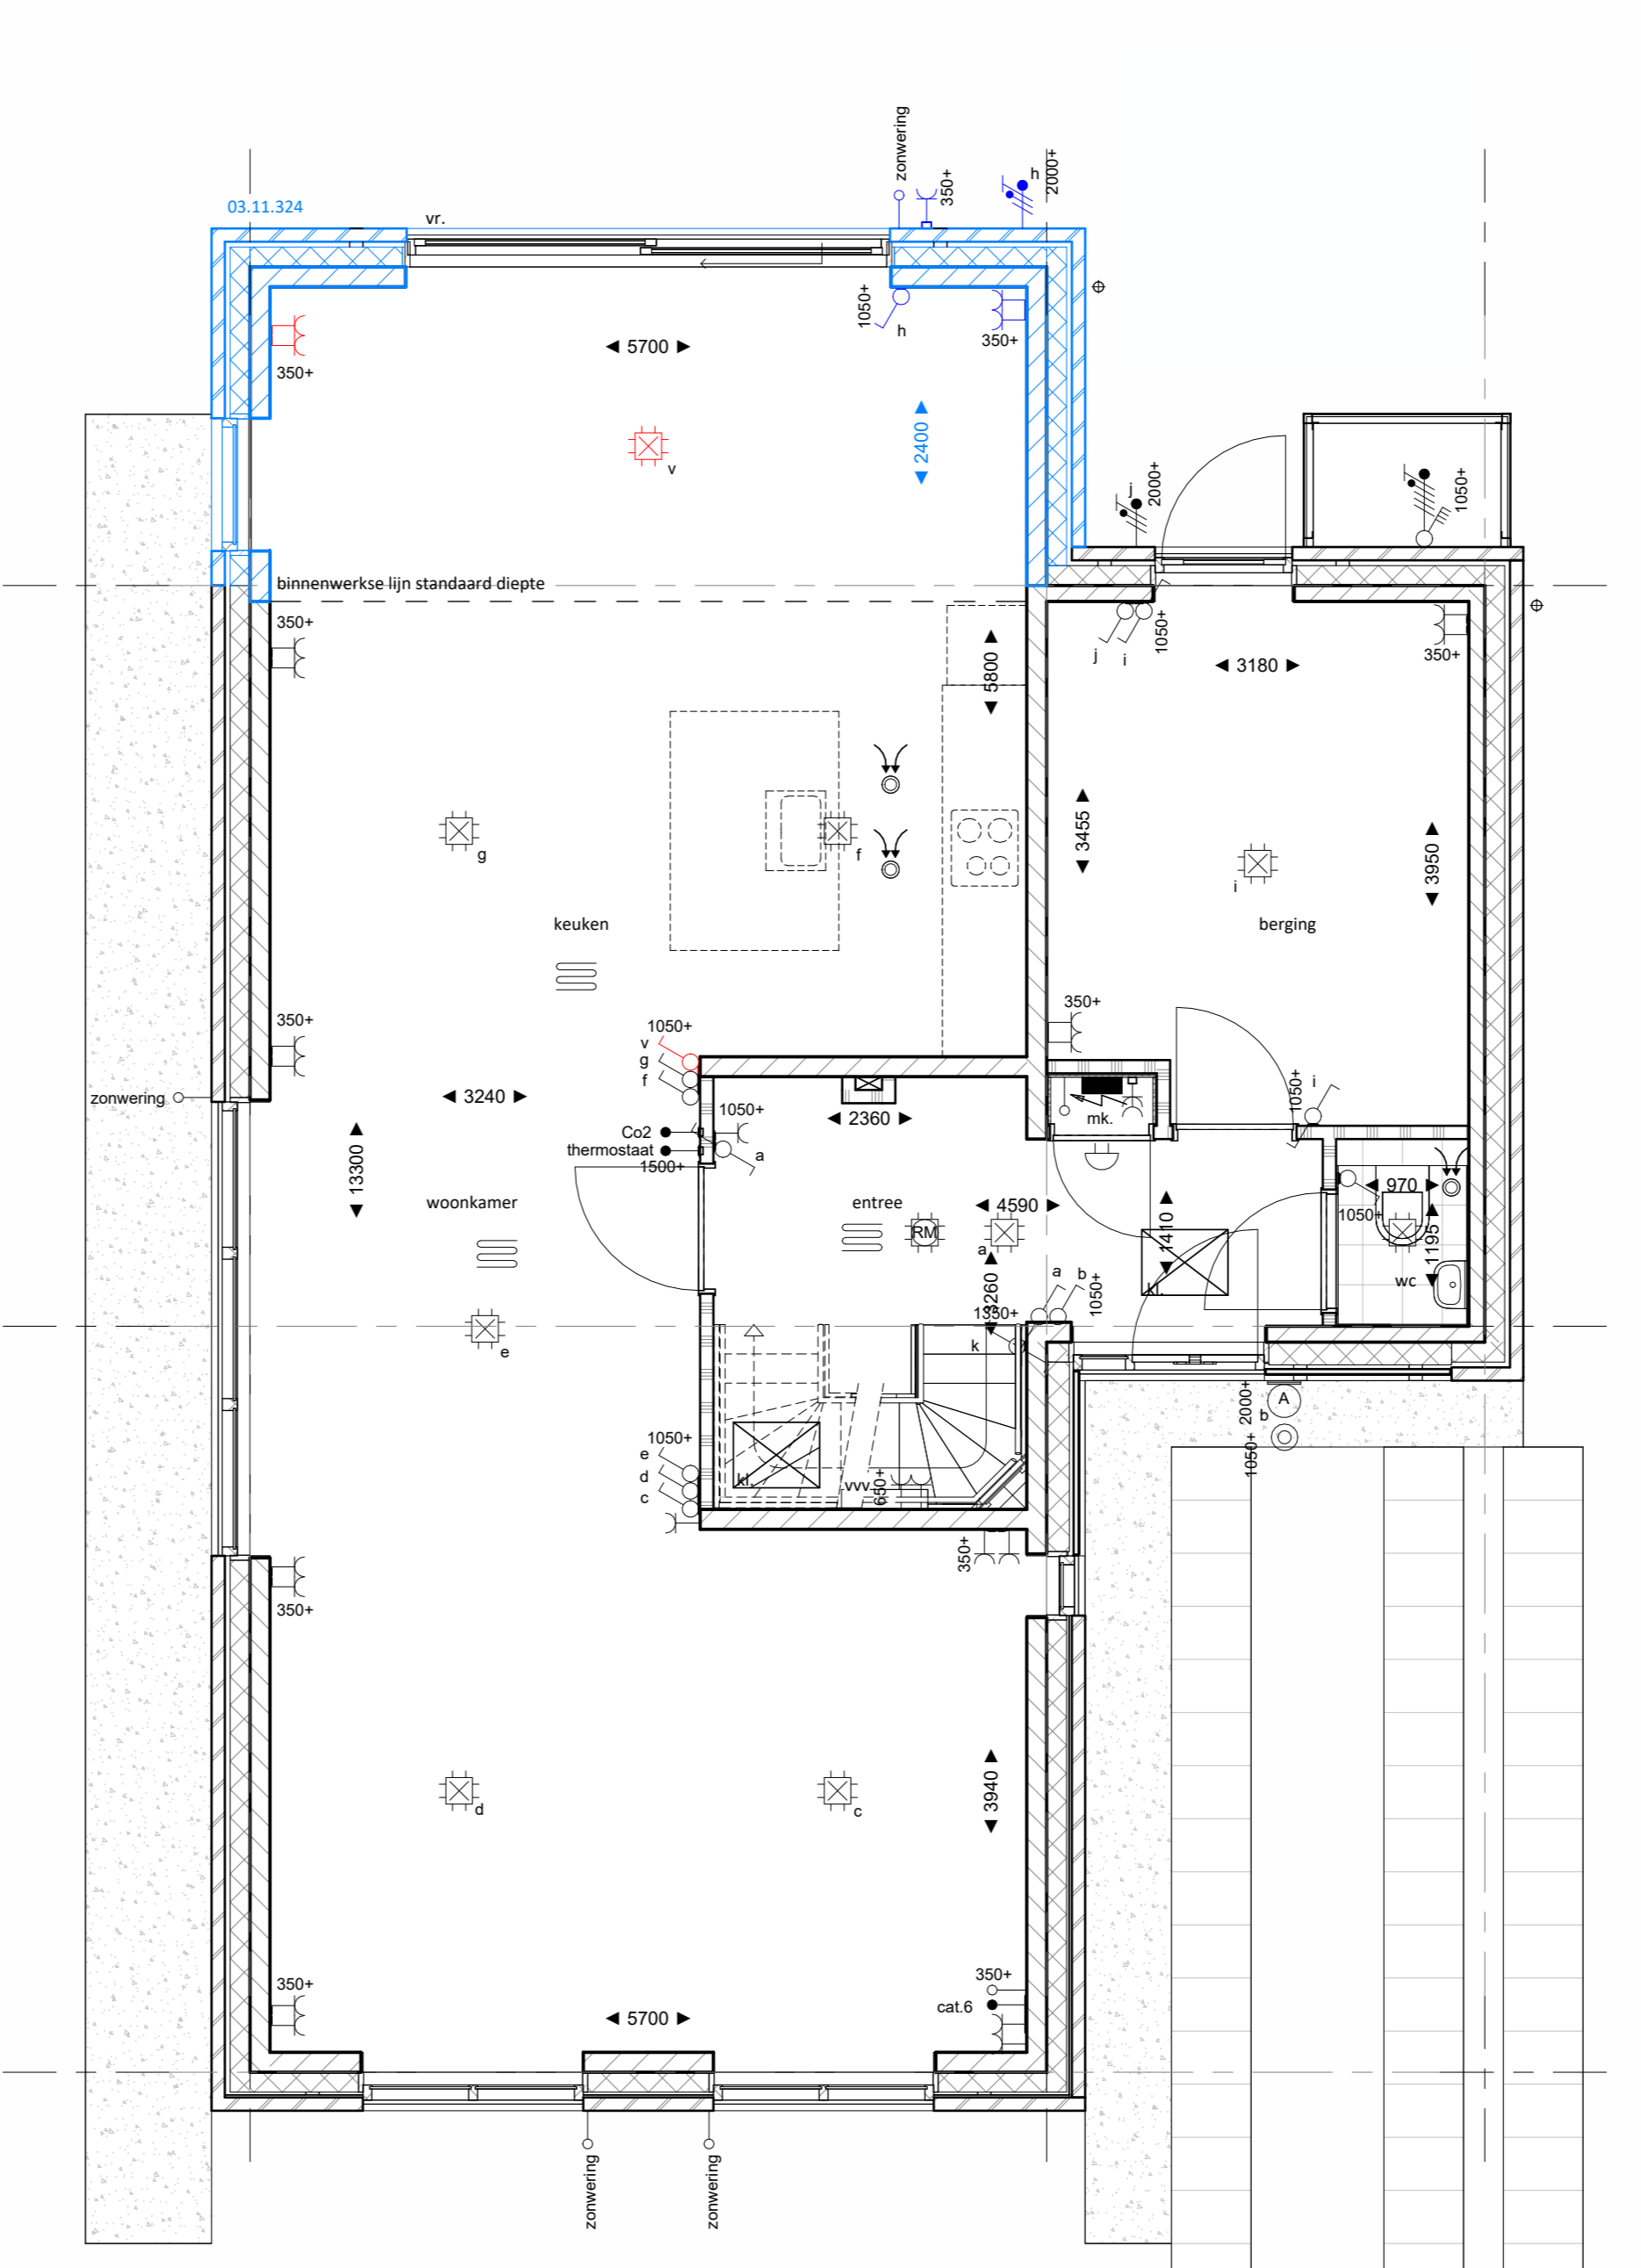 zonwering
350+
h
2000+
03.11.324
vr.
1050+
h
350+
5700
350+
2400
v
j
2000+
1050+
binnenwerkse lijn standaard diepte
350+
5800
j
i
1050+
3180
350+
3455
3950
g
f
i
keuken
berging
350+
350+
1050+
v
g
f
zonwering
3240
1050+
2360
mk.
1050+
i
Co2
thermostaat
1500+
a
13300
woonkamer
entree
4590
970
1050+
1195
RM
a
1410
wc
kl.
3260
1350+
a
b
1050+
k
e
1050+
e
d
c
kl.
vvv
650+
2000+
A
b
1050+
350+
350+
d
c
3940
350+
350+
cat.6
5700
zonwering
zonwering